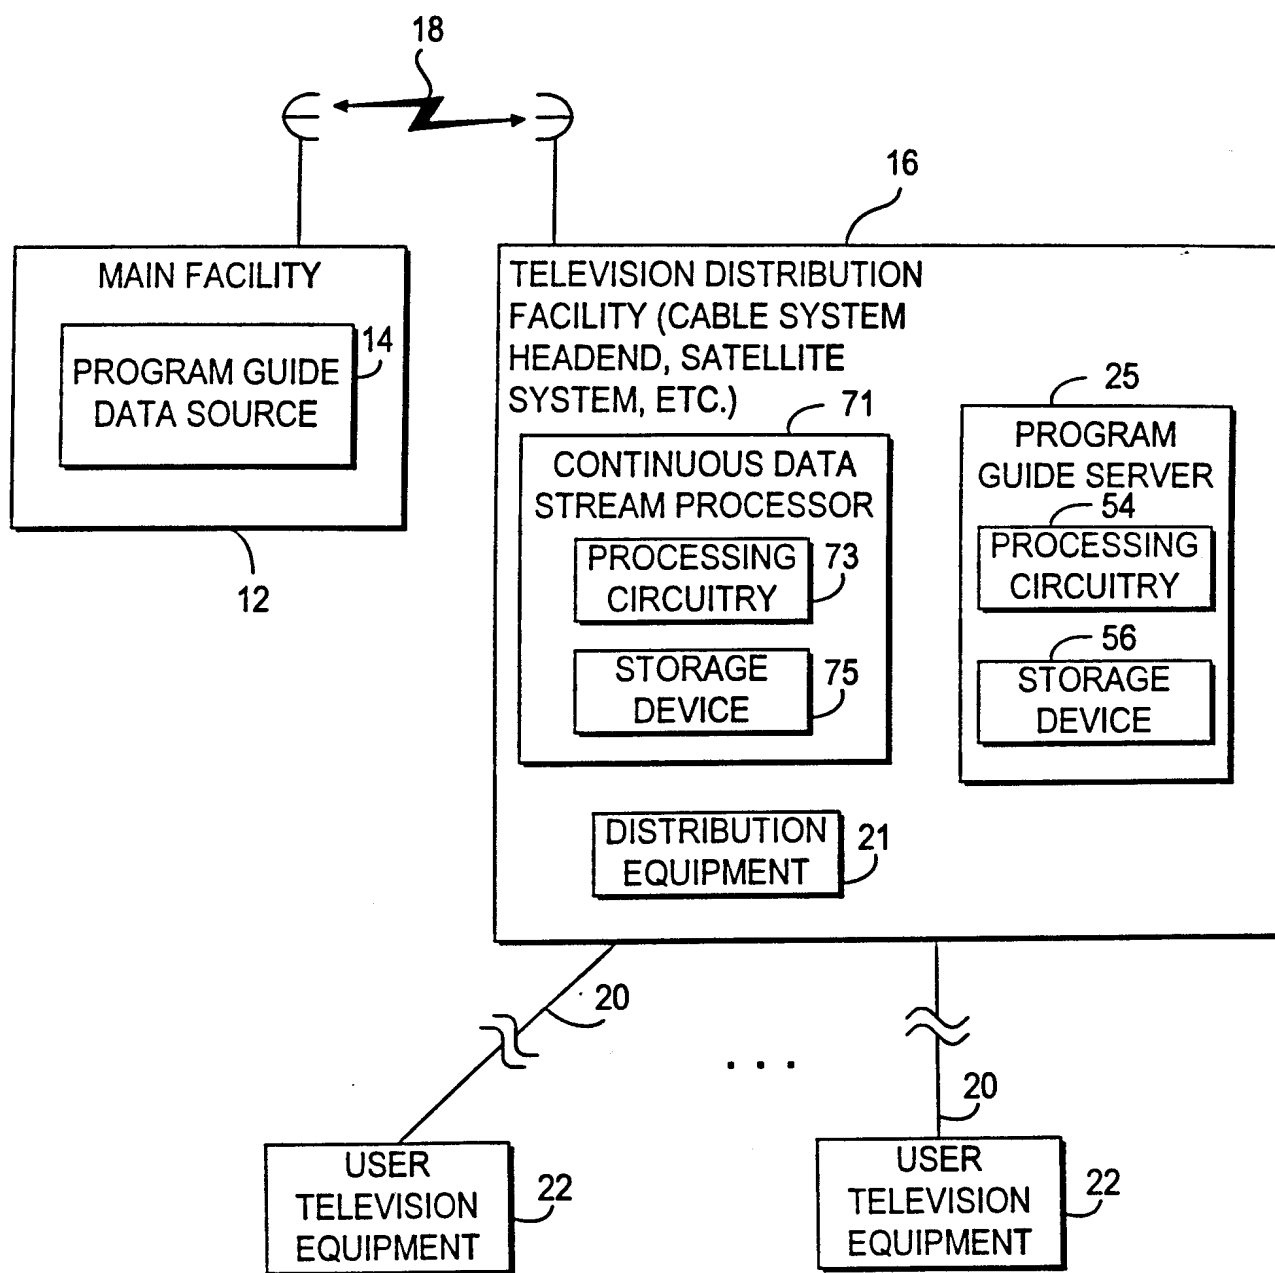 18
16
MAIN FACILITY
PROGRAM GUIDE
DATA SOURCE
14
12
TELEVISION DISTRIBUTION
FACILITY (CABLE SYSTEM
HEADEND, SATELLITE
SYSTEM, ETC.)
71
CONTINUOUS DATA
STREAM PROCESSOR
PROCESSING
CIRCUITRY
73
STORAGE
DEVICE
75
25
PROGRAM
GUIDE SERVER
54
PROCESSING
CIRCUITRY
56
STORAGE
DEVICE
DISTRIBUTION
EQUIPMENT
21
20
. . .
20
USER
TELEVISION
EQUIPMENT
22
USER
TELEVISION
EQUIPMENT
22